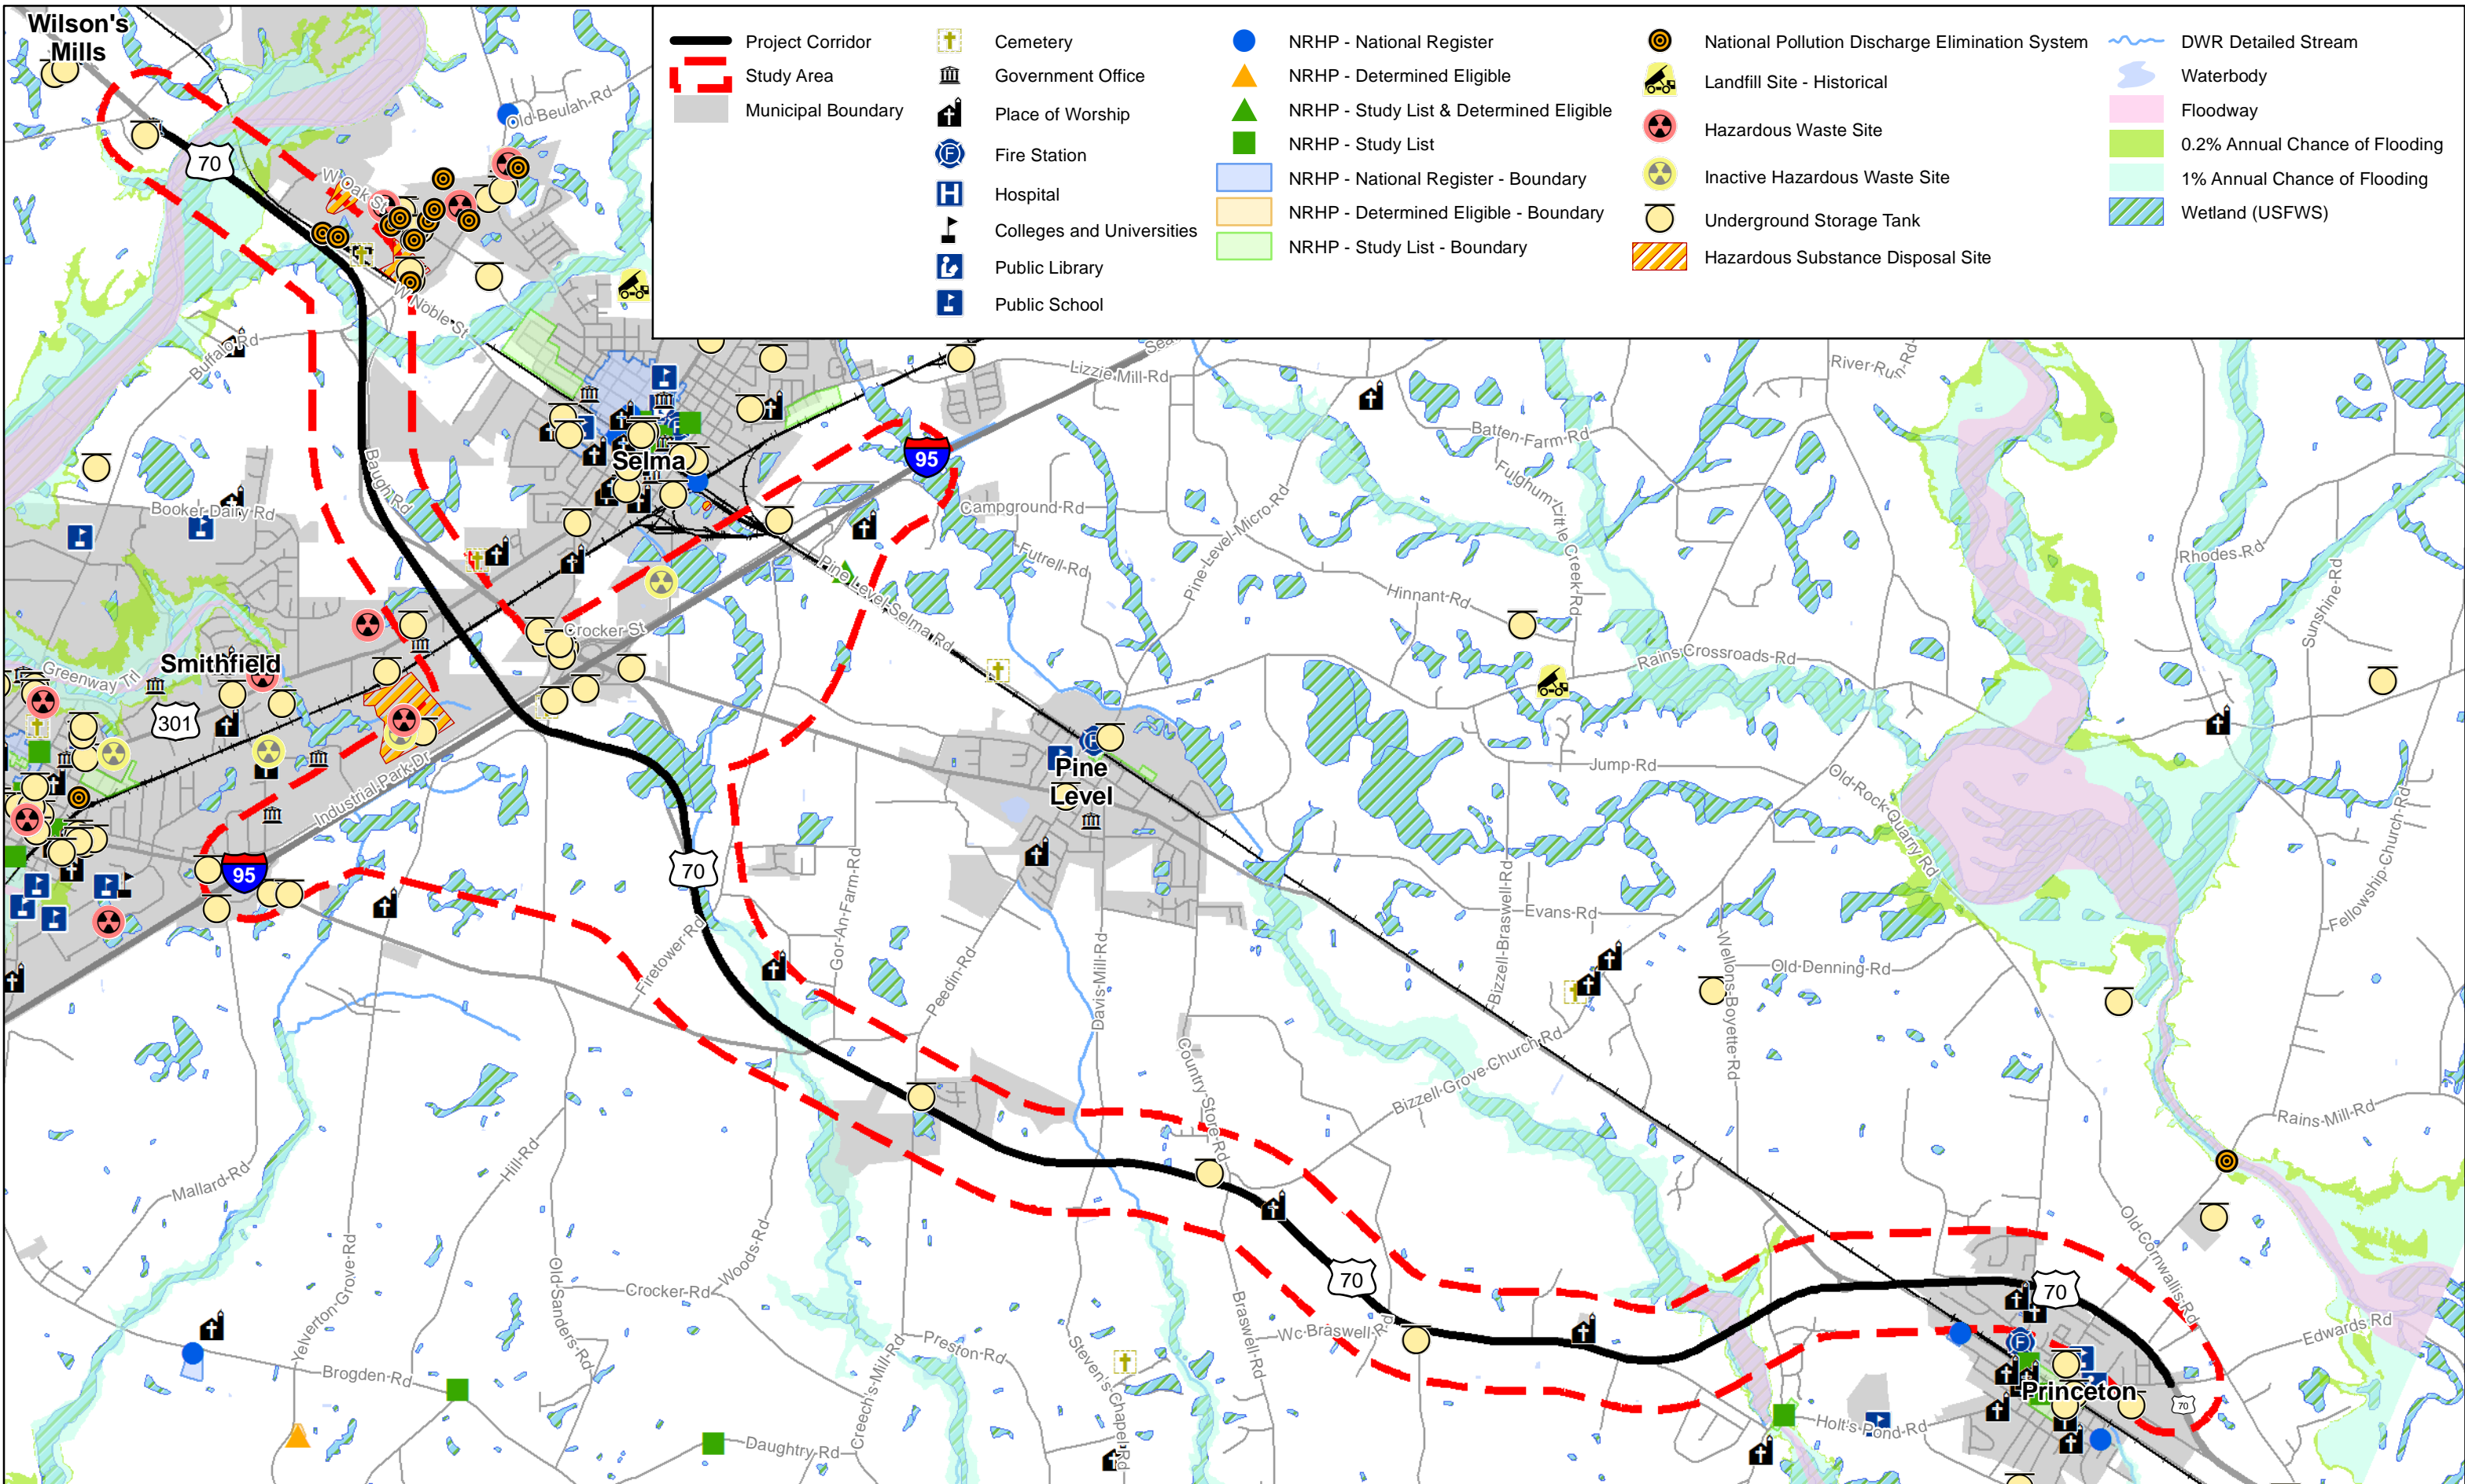 Wilson's
Mills
Project Corridor
Study Area
Municipal Boundary
Cemetery
Government Office
Place of Worship
Fire Station
Hospital
Colleges and Universities
Public Library
Public School
NRHP - National Register
NRHP - Determined Eligible
NRHP - Study List & Determined Eligible
NRHP - Study List
NRHP - National Register - Boundary
NRHP - Determined Eligible - Boundary
NRHP - Study List - Boundary
National Pollution Discharge Elimination System
Landfill Site - Historical
Hazardous Waste Site
Inactive Hazardous Waste Site
Underground Storage Tank
Hazardous Substance Disposal Site
DWR Detailed Stream
Waterbody
Floodway
0.2% Annual Chance of Flooding
1% Annual Chance of Flooding
Wetland (USFWS)
Old Beulah Rd
70
W Oak St
W Noble St
Buffalo Rd
Lizzie Mill Rd
River Run Rd
Batten Farm Rd
Selma
95
Baugh Rd
Booker Dairy Rd
Campground Rd
Fulghum
Little Creek Rd
Pine Level Micro Rd
Futrell Rd
Rhodes Rd
Pine Level Selma Rd
Hinnant Rd
Sunshine Rd
Crocker St
Smithfield
Greenway Trl
Rains Crossroads Rd
301
Industrial Park Dr
Pine
Level
Jump Rd
Old Rock Quarry Rd
Fellowship Church Rd
95
70
Gor-An-Farm Rd
Bizzell Braswell Rd
Evans Rd
Firetower Rd
Peedin Rd
Davis Mill Rd
Wellons Boyette Rd
Old Denning Rd
Country Store Rd
Bizzell Grove Church Rd
Rains Mill Rd
Mallard Rd
Hill Rd
Woods Rd
Old Cornwallis Rd
Yelverton Grove Rd
Old Sanders Rd
Crocker Rd
70
70
Braswell Rd
Wc Braswell Rd
Edwards Rd
Brogden Rd
Preston Rd
Creech's Mill Rd
Steven's Chapel Rd
Princeton
70
Holt's Pond Rd
Daughtry Rd